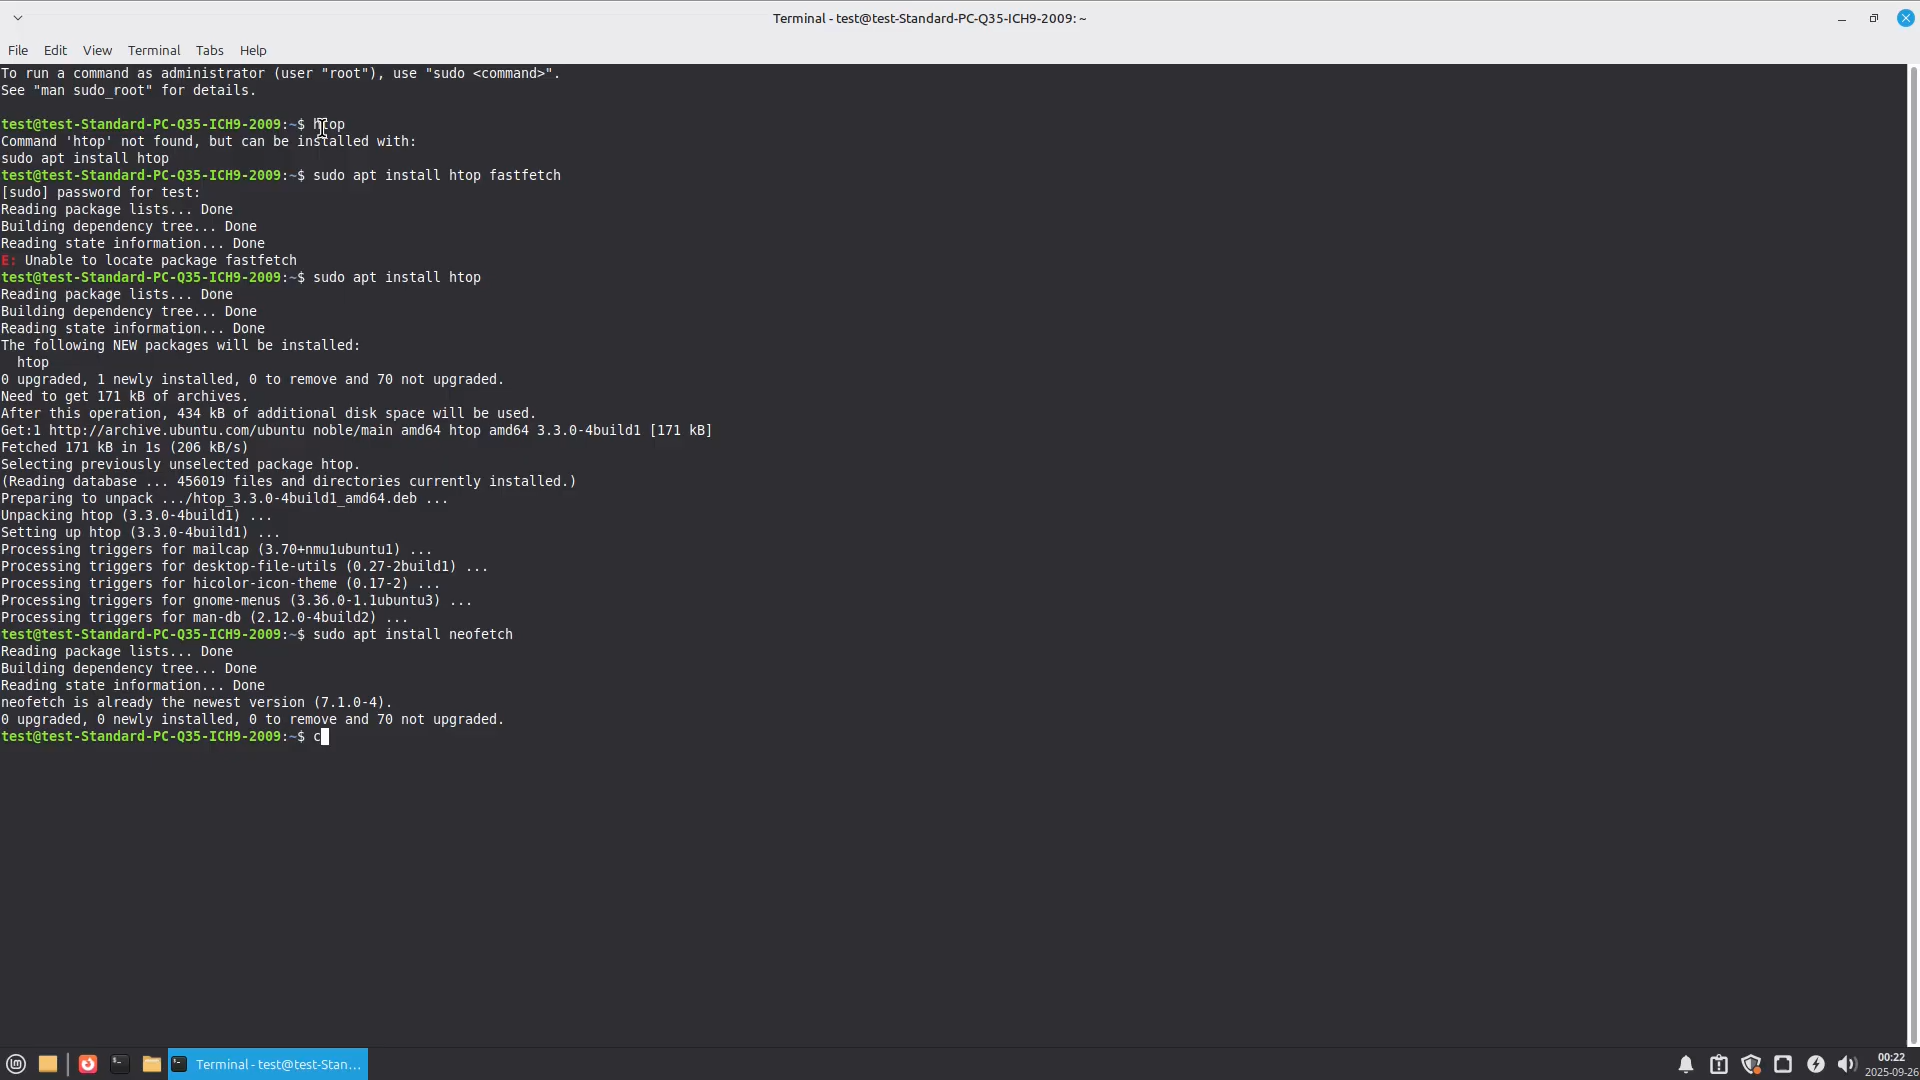 Terminal - test@test-Standard-PC-Q35-ICH9-2009: ~
File Edit View Terminal Tabs Help
To run a command as administrator (user "root"), use "sudo <command>".
See "man sudo_root" for details.
test@test-Standard-PC-Q35-ICH9-2009:~$ htop
Command 'htop' not found, but can be installed with:
sudo apt install htop
test@test-Standard-PC-Q35-ICH9-2009:~$ sudo apt install htop fastfetch
[sudo] password for test:
Reading package lists... Done
Building dependency tree... Done
Reading state information... Done
E: Unable to locate package fastfetch
test@test-Standard-PC-Q35-ICH9-2009:~$ sudo apt install htop
Reading package lists... Done
Building dependency tree... Done
Reading state information... Done
The following NEW packages will be installed:
  htop
0 upgraded, 1 newly installed, 0 to remove and 70 not upgraded.
Need to get 171 kB of archives.
After this operation, 434 kB of additional disk space will be used.
Get:1 http://archive.ubuntu.com/ubuntu noble/main amd64 htop amd64 3.3.0-4build1 [171 kB]
Fetched 171 kB in 1s (206 kB/s)
Selecting previously unselected package htop.
(Reading database ... 456019 files and directories currently installed.)
Preparing to unpack .../htop_3.3.0-4build1_amd64.deb ...
Unpacking htop (3.3.0-4build1) ...
Setting up htop (3.3.0-4build1) ...
Processing triggers for mailcap (3.70+nmu1ubuntu1) ...
Processing triggers for desktop-file-utils (0.27-2build1) ...
Processing triggers for hicolor-icon-theme (0.17-2) ...
Processing triggers for gnome-menus (3.36.0-1.1ubuntu3) ...
Processing triggers for man-db (2.12.0-4build2) ...
test@test-Standard-PC-Q35-ICH9-2009:~$ sudo apt install neofetch
Reading package lists... Done
Building dependency tree... Done
Reading state information... Done
neofetch is already the newest version (7.1.0-4).
0 upgraded, 0 newly installed, 0 to remove and 70 not upgraded.
test@test-Standard-PC-Q35-ICH9-2009:~$ c
Terminal - test@test-Stan...
00:22
2025-09-26